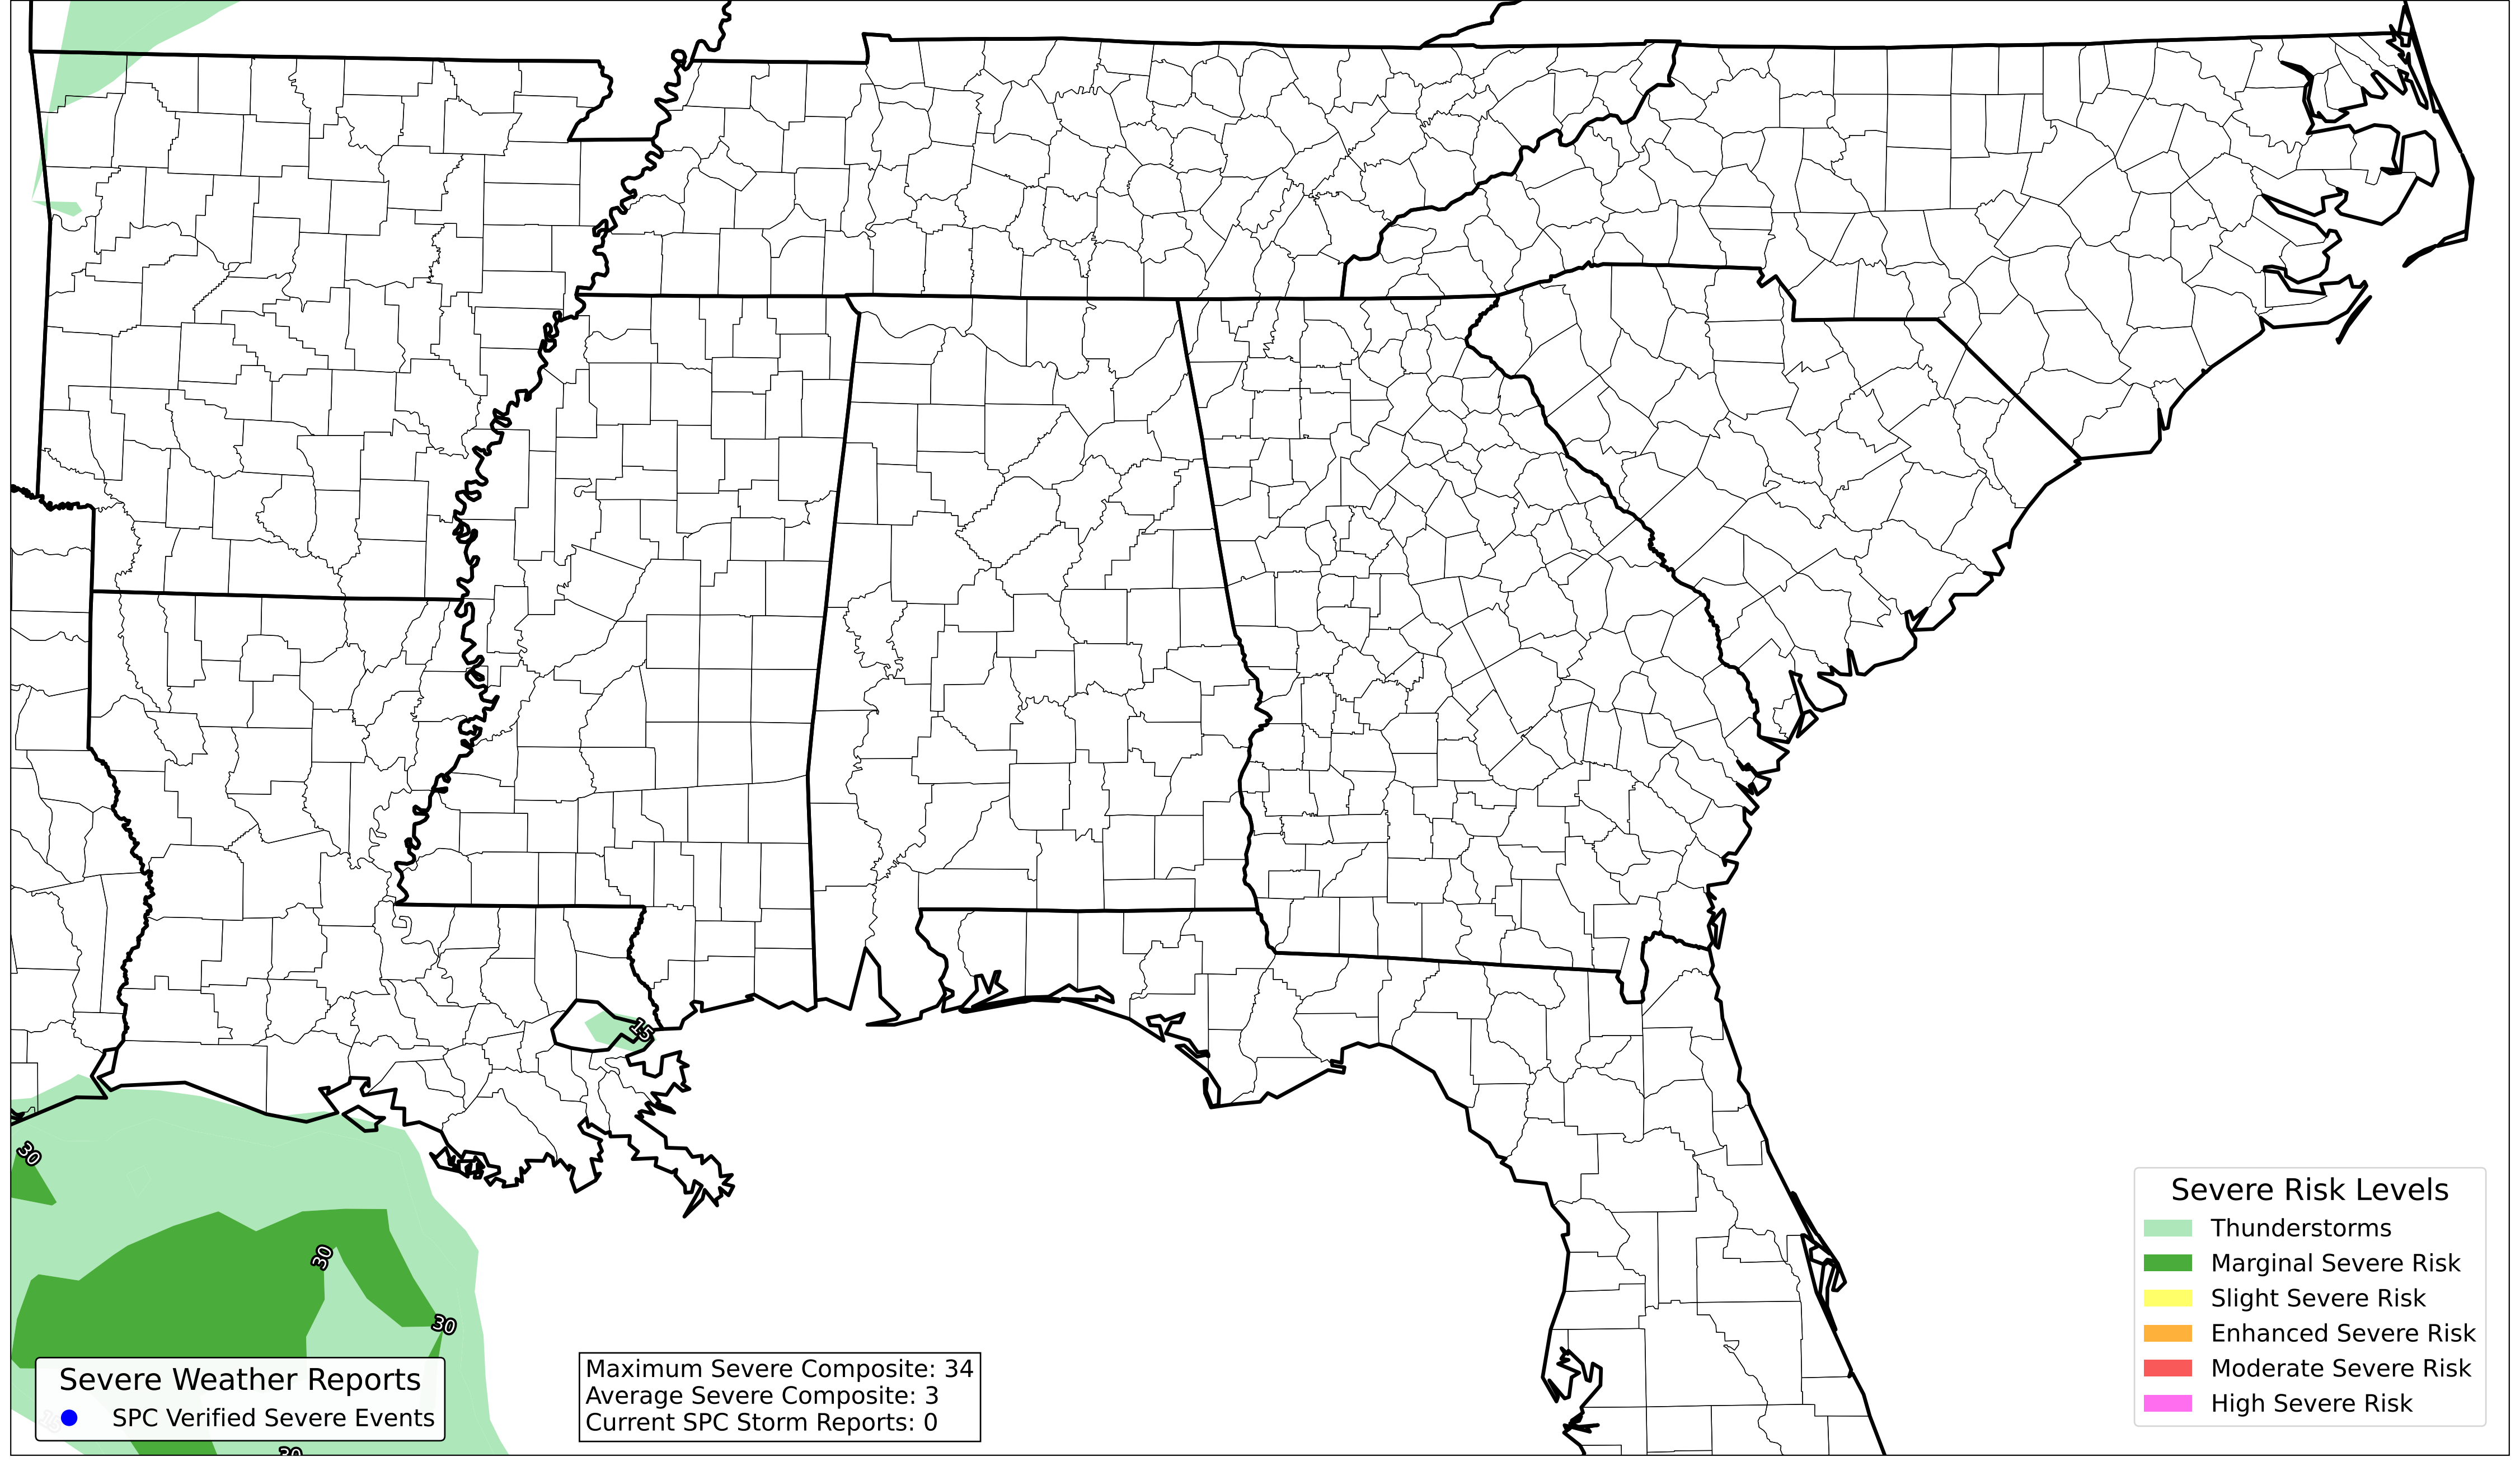 15
30
30
30
Severe Risk Levels
Thunderstorms
Marginal Severe Risk
Slight Severe Risk
Enhanced Severe Risk
Moderate Severe Risk
High Severe Risk
Severe Weather Reports
SPC Verified Severe Events
Maximum Severe Composite: 34
Average Severe Composite: 3
Current SPC Storm Reports: 0